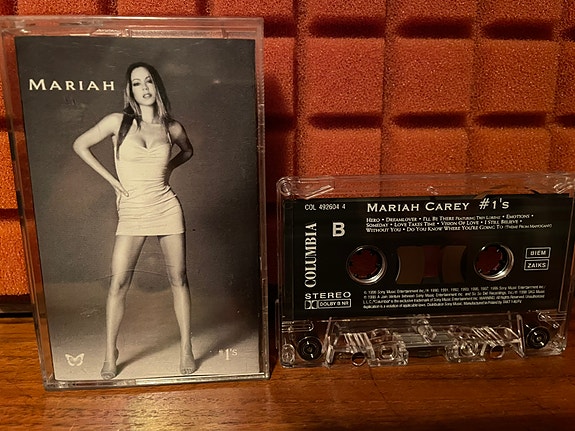 MARIAH
#1's
COL 492604 4
MARIAH CAREY #1's
B
HERO • DREAMLOVER • I'LL BE THERE FEATURING TREY LORENZ • EMOTIONS •
SOMEDAY • LOVE TAKES TIME • VISION OF LOVE • I STILL BELIEVE •
WITHOUT YOU • DO YOU KNOW WHERE YOU'RE GOING TO (THEME FROM MAHOGANY)
COLUMBIA
BIEM
ZAIKS
STEREO
DOLBY B NR